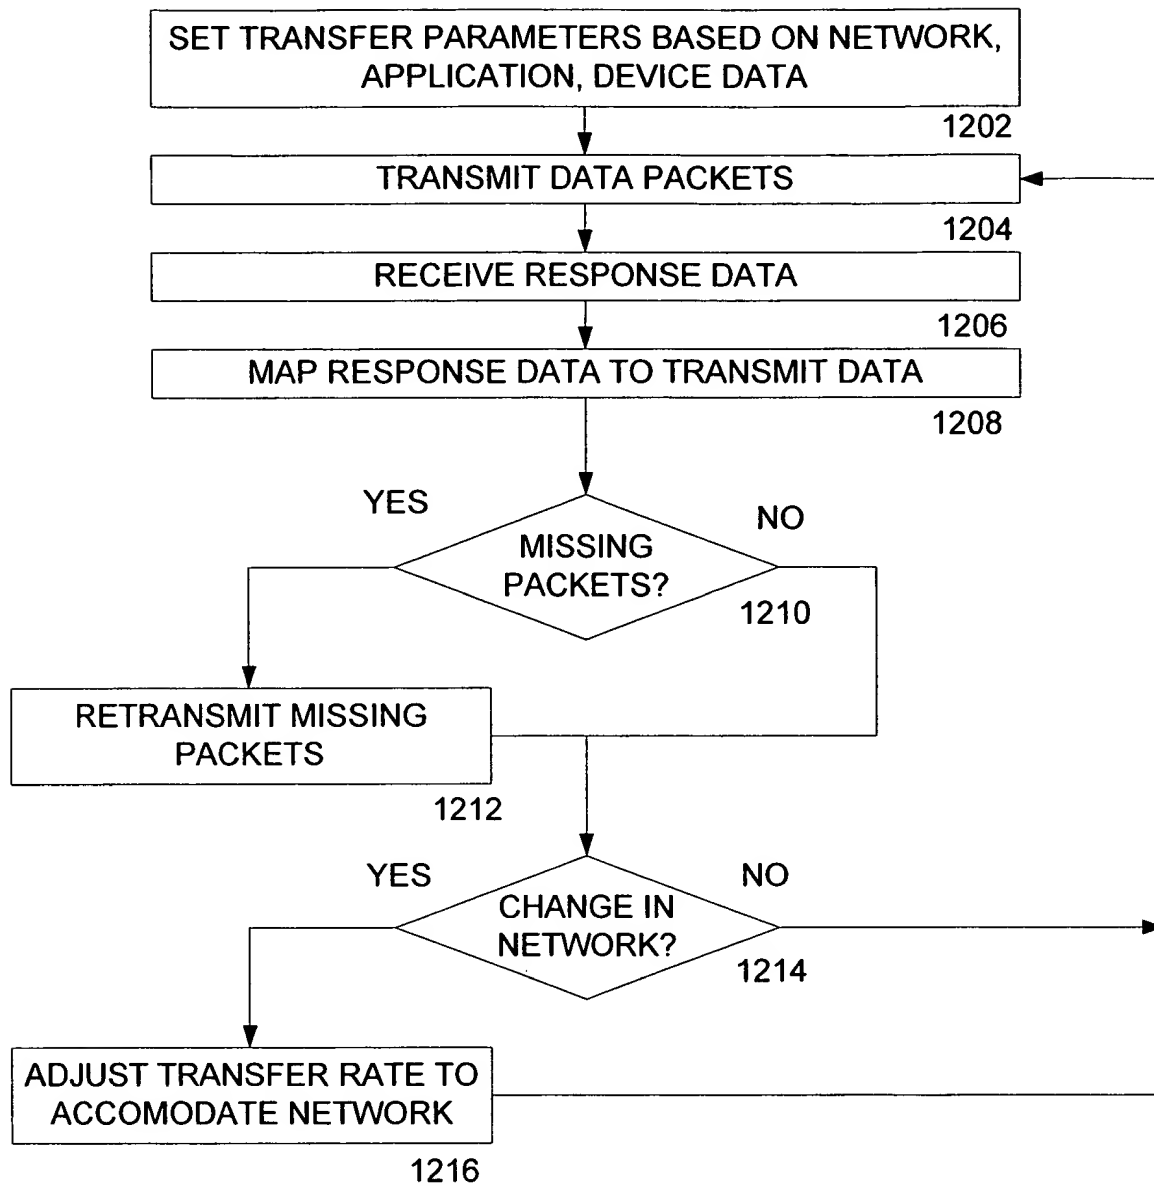 SET TRANSFER PARAMETERS BASED ON NETWORK,
APPLICATION, DEVICE DATA
1202
TRANSMIT DATA PACKETS
1204
RECEIVE RESPONSE DATA
1206
MAP RESPONSE DATA TO TRANSMIT DATA
1208
YES
NO
MISSING
PACKETS?
1210
RETRANSMIT MISSING
PACKETS
1212
YES
NO
CHANGE IN
NETWORK?
1214
ADJUST TRANSFER RATE TO
ACCOMODATE NETWORK
1216